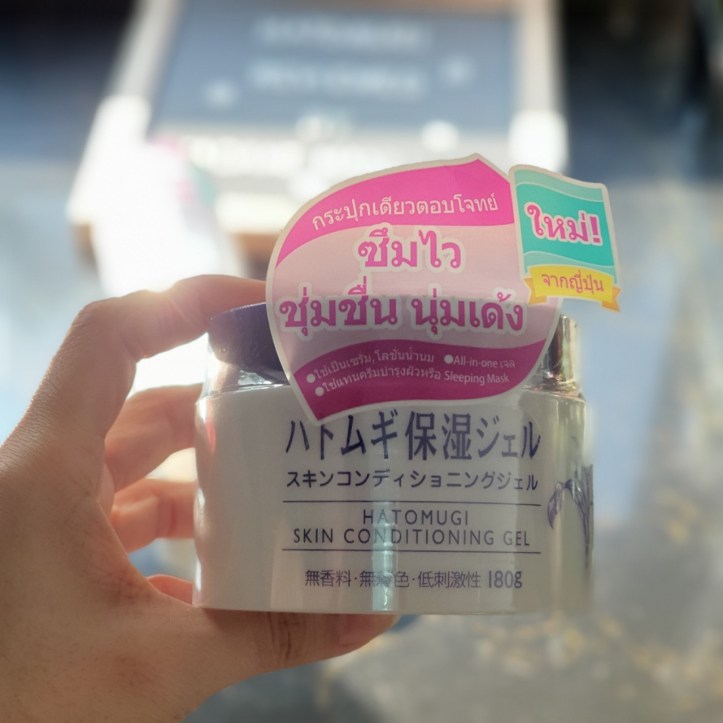 กระปุกเดียวตอบโจทย์
ซึมไว
ชุ่มชื่น นุ่มเด้ง
ใหม่!
จากญี่ปุ่น
●ใช้เป็นเซรั่ม,โลชั่นน้ำนม ●All-in-one เจล
●ใช้แทนครีมบำรุงผิวหรือ Sleeping Mask
ハトムギ保湿ジェル
スキンコンディショニングジェル
HATOMUGI
SKIN CONDITIONING GEL
無香料・無着色・低刺激性 180g